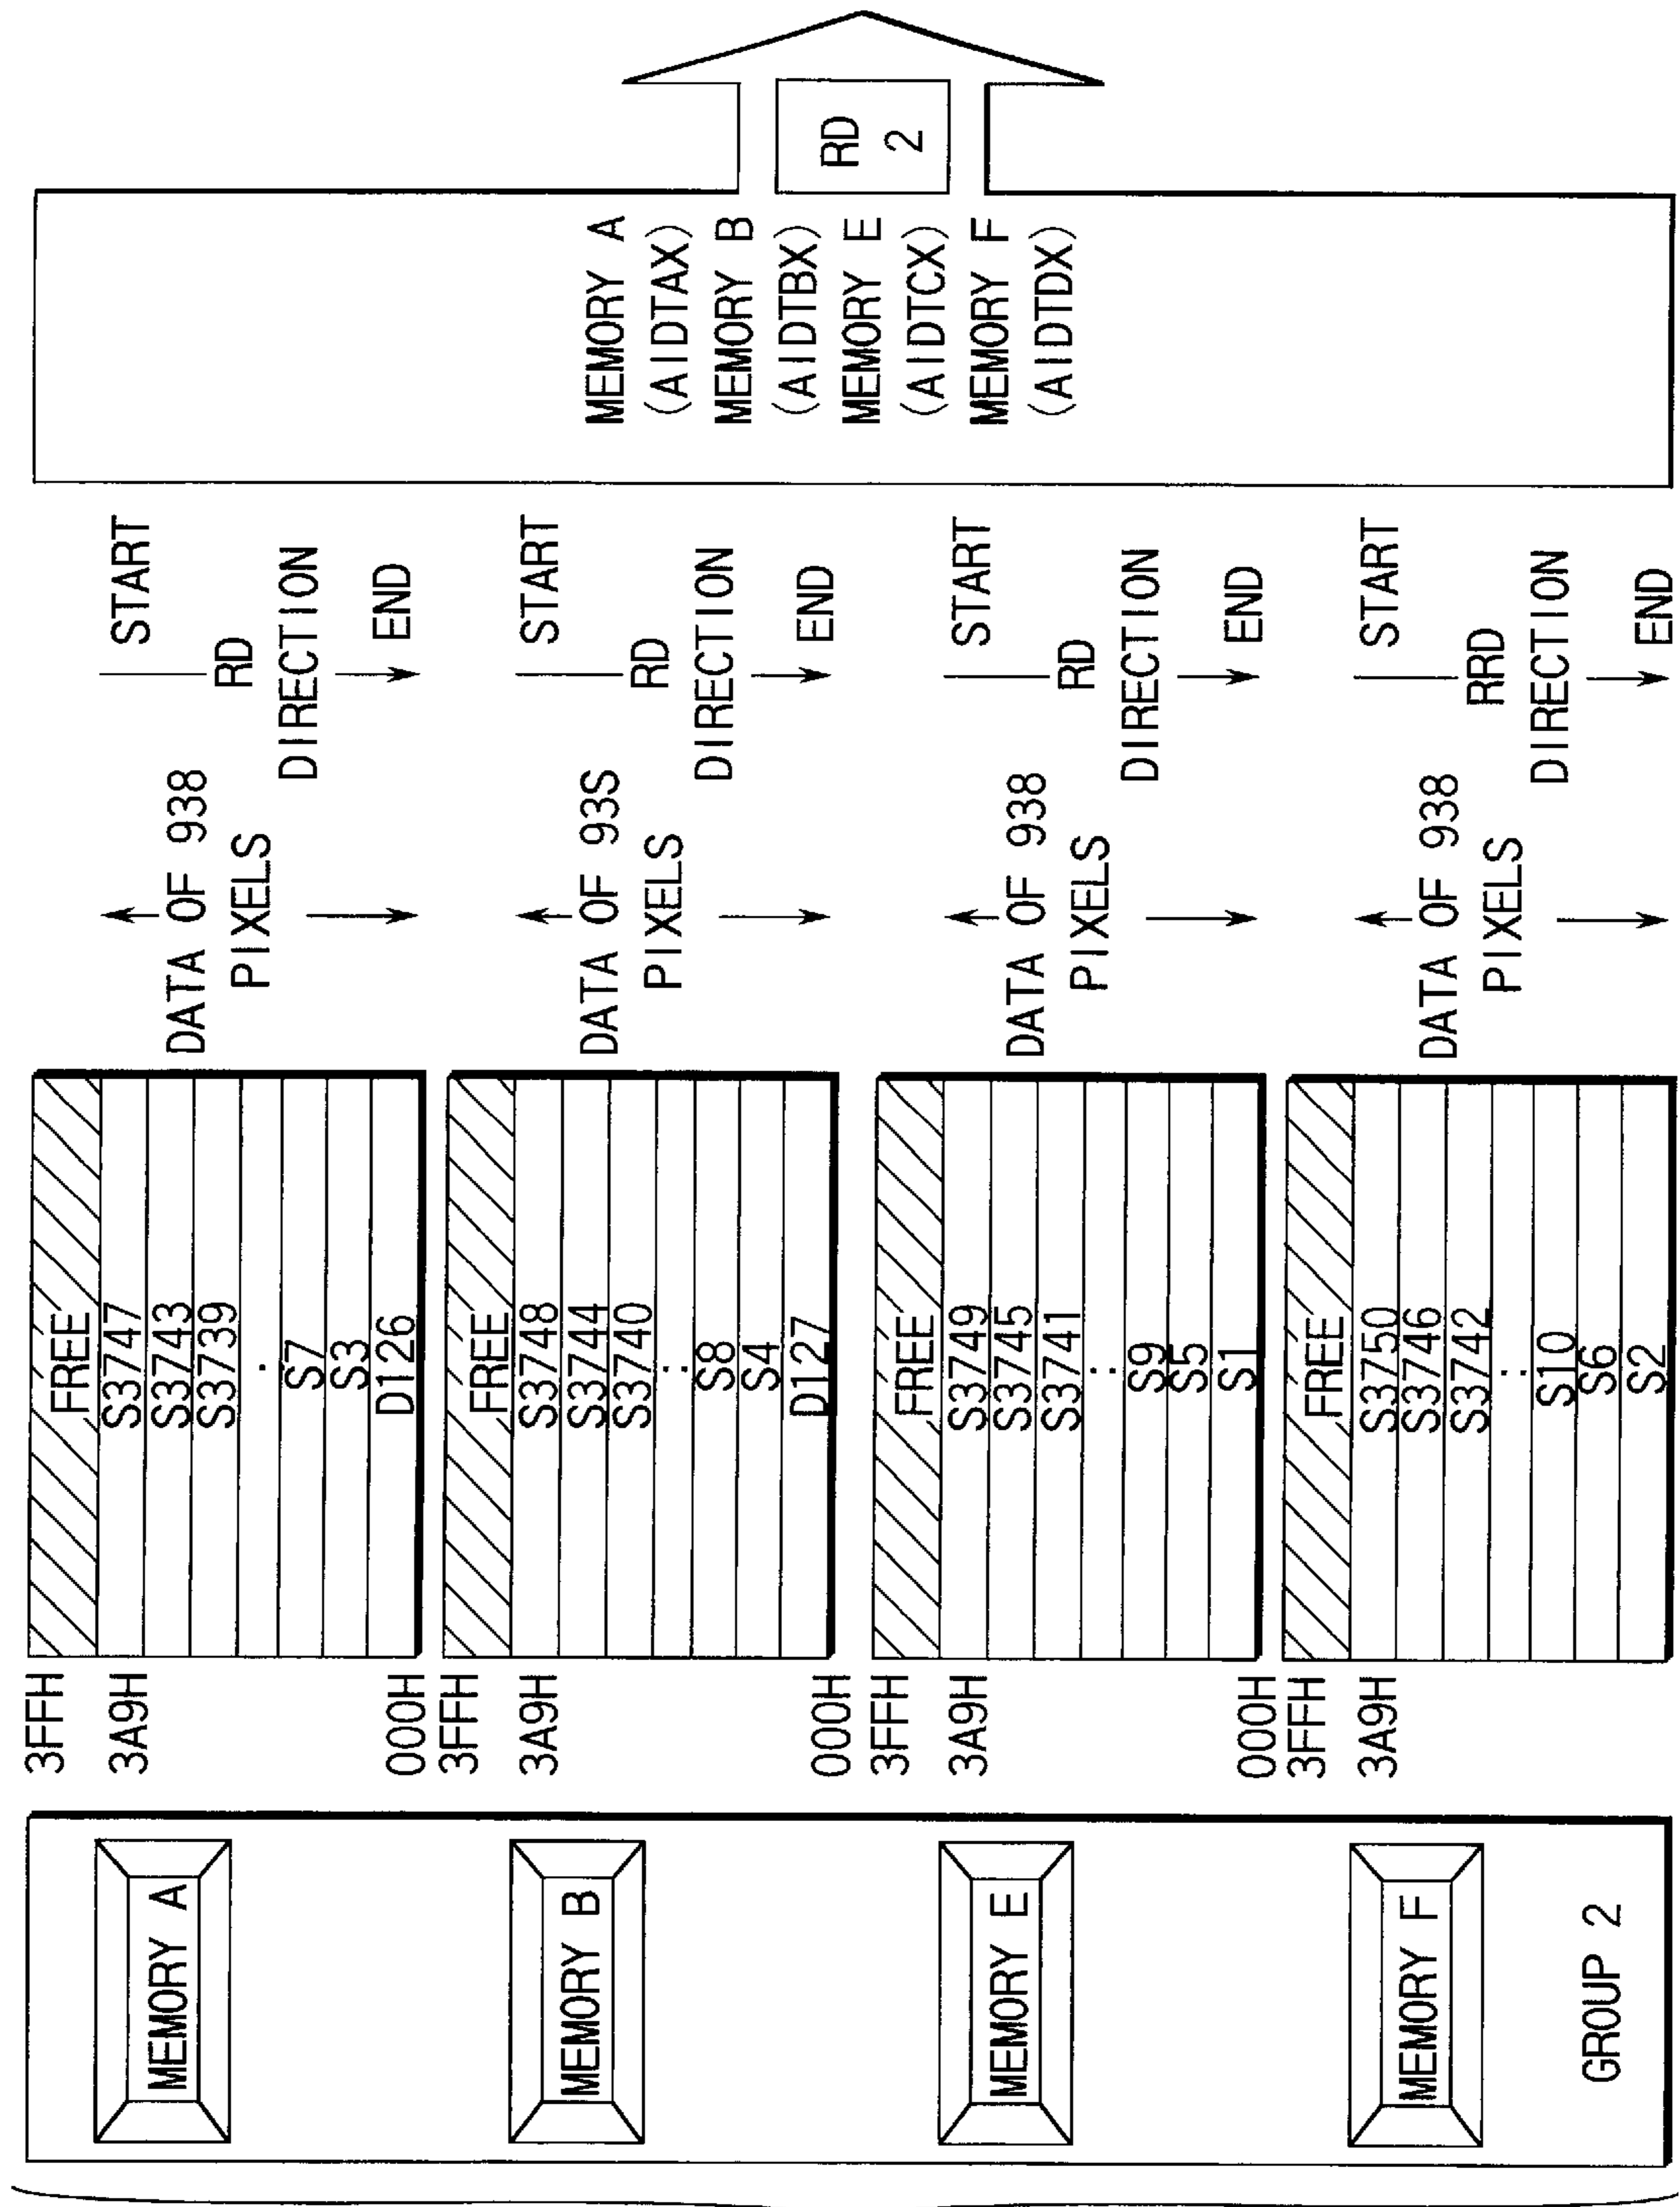 MEMORY A
MEMORY B
MEMORY E
MEMORY F
GROUP 2
3FFH
3A9H
000H
3FFH
3A9H
000H
3FFH
3A9H
000H
3FFH
3A9H
FREE
S3747
S3743
S3739
.
S7
S3
D126
FREE
S3748
S3744
S3740
..
S8
S4
D127
FREE
S3749
S3745
S3741
..
S9
S5
S1
FREE
S3750
S3746
S3742
..
S10
S6
S2
DATA OF 938
PIXELS
DATA OF 93S
PIXELS
DATA OF 938
PIXELS
DATA OF 938
PIXELS
START
RD
DIRECTION
END
START
RD
DIRECTION
END
START
RD
DIRECTION
END
START
RRD
DIRECTION
END
MEMORY A
(AIDTAX)
MEMORY B
(AIDTBX)
MEMORY E
(AIDTCX)
MEMORY F
(AIDTDX)
RD
2